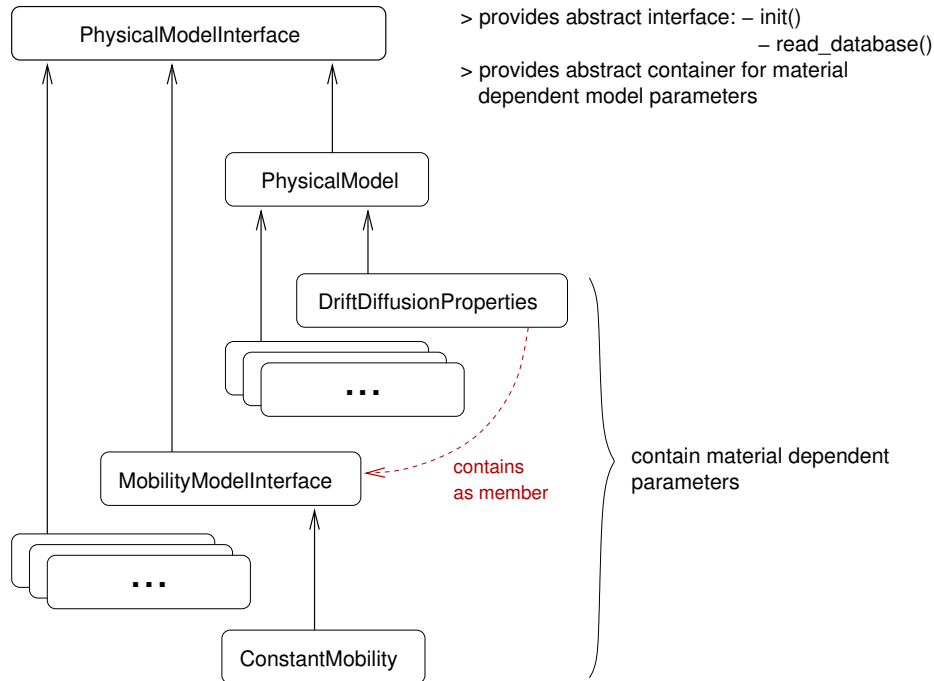 PhysicalModelInterface
> provides abstract interface: – init()
– read_database()
> provides abstract container for material
dependent model parameters
PhysicalModel
DriftDiffusionProperties
...
MobilityModelInterface
contains
as member
contain material dependent
parameters
...
ConstantMobility